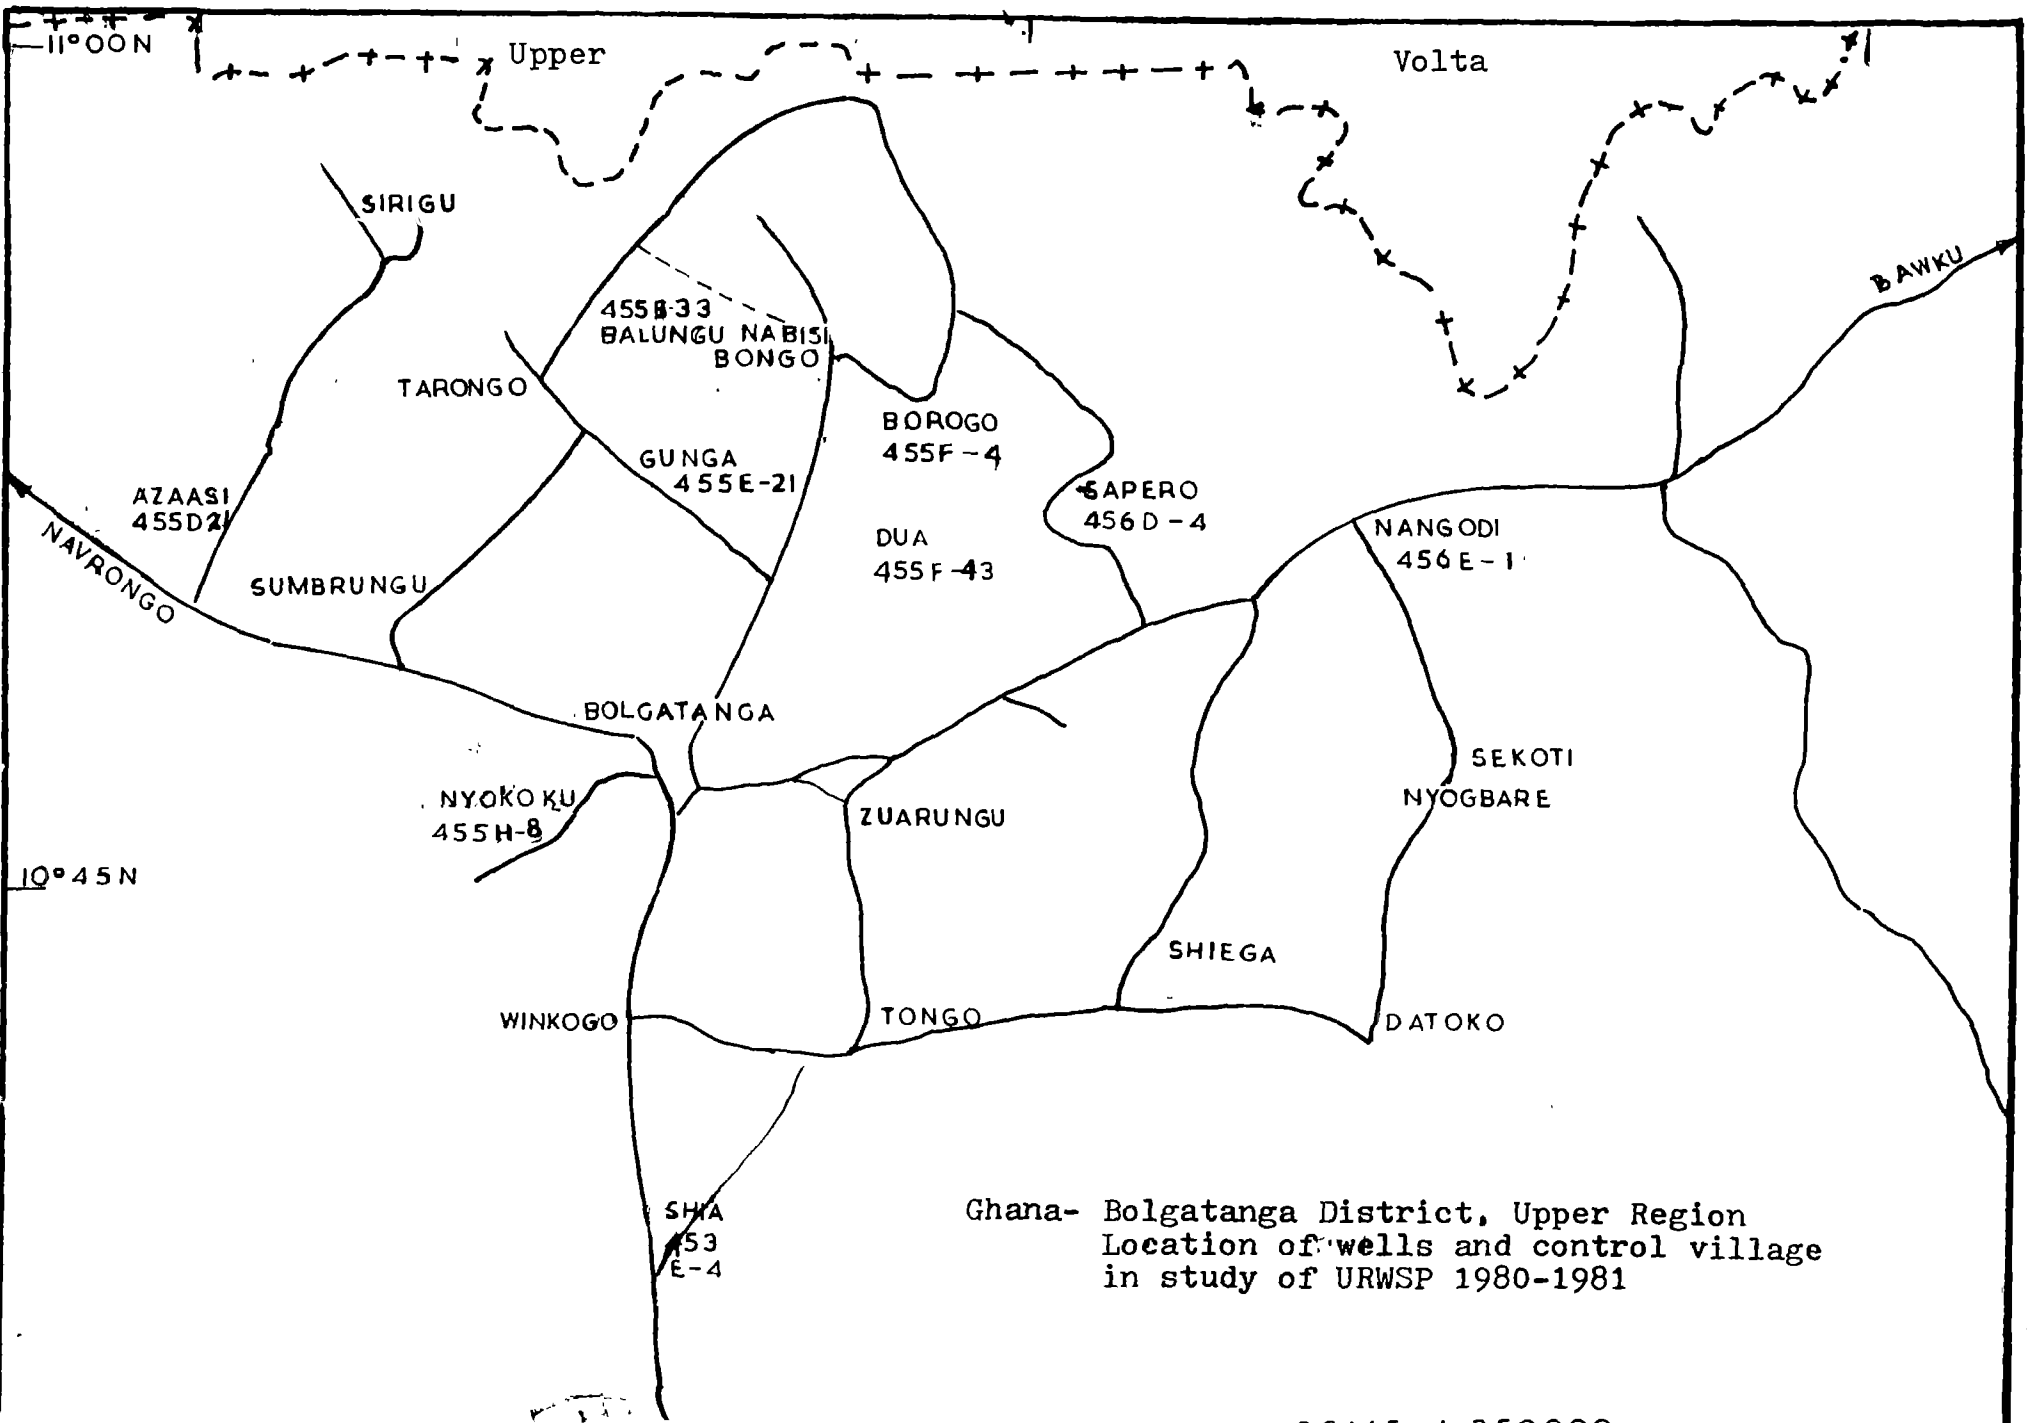 11°00N
Upper
Volta
SIRIGU
BAWKU
455 -33
BALUNGU NABISI
BONGO
TARONGO
BOROGO
455F-4
GUNGA
455E-21
AZAASI
SAPERO
456D-4
NANGODI
456E-1
NAVRONGO
DUA
455F-43
SUMBRUNGU
BOLGATANGA
SEKOTI
NYOGBARE
NYOKOKU
455H-8
ZUARUNGU
10°45N
SHIEGA
WINKOGO
TONGO
DATOKO
SHIA
453
E-4
Ghana- Bolgatanga District, Upper Region
Location of wells and control village
in study of URWSP 1980-1981